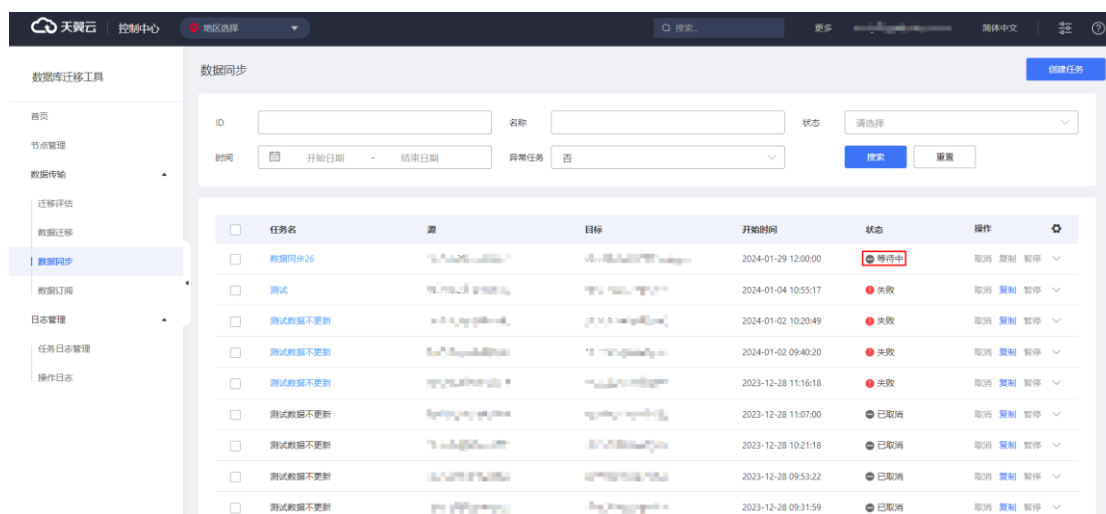 天翼云 控制中心 地区选择 搜索... 更多 简体中文
数据库迁移工具
首页
节点管理
数据传输
迁移评估
数据迁移
数据同步
数据订阅
日志管理
任务日志管理
操作日志
数据同步 创建任务
ID 名称 状态 请选择
时间 开始日期 - 结束日期 异常任务 否 搜索 重置
任务名 源 目标 开始时间 状态 操作
数据同步26 2024-01-29 12:00:00 等待中 取消 复制 暂停
测试 2024-01-04 10:55:17 失败 取消 复制 暂停
测试数据不更新 2024-01-02 10:20:49 失败 取消 复制 暂停
测试数据不更新 2024-01-02 09:40:20 失败 取消 复制 暂停
测试数据不更新 2023-12-28 11:16:18 失败 取消 复制 暂停
测试数据不更新 2023-12-28 11:07:00 已取消 取消 复制 暂停
测试数据不更新 2023-12-28 10:21:18 已取消 取消 复制 暂停
测试数据不更新 2023-12-28 09:53:22 已取消 取消 复制 暂停
测试数据不更新 2023-12-28 09:31:59 已取消 取消 复制 暂停